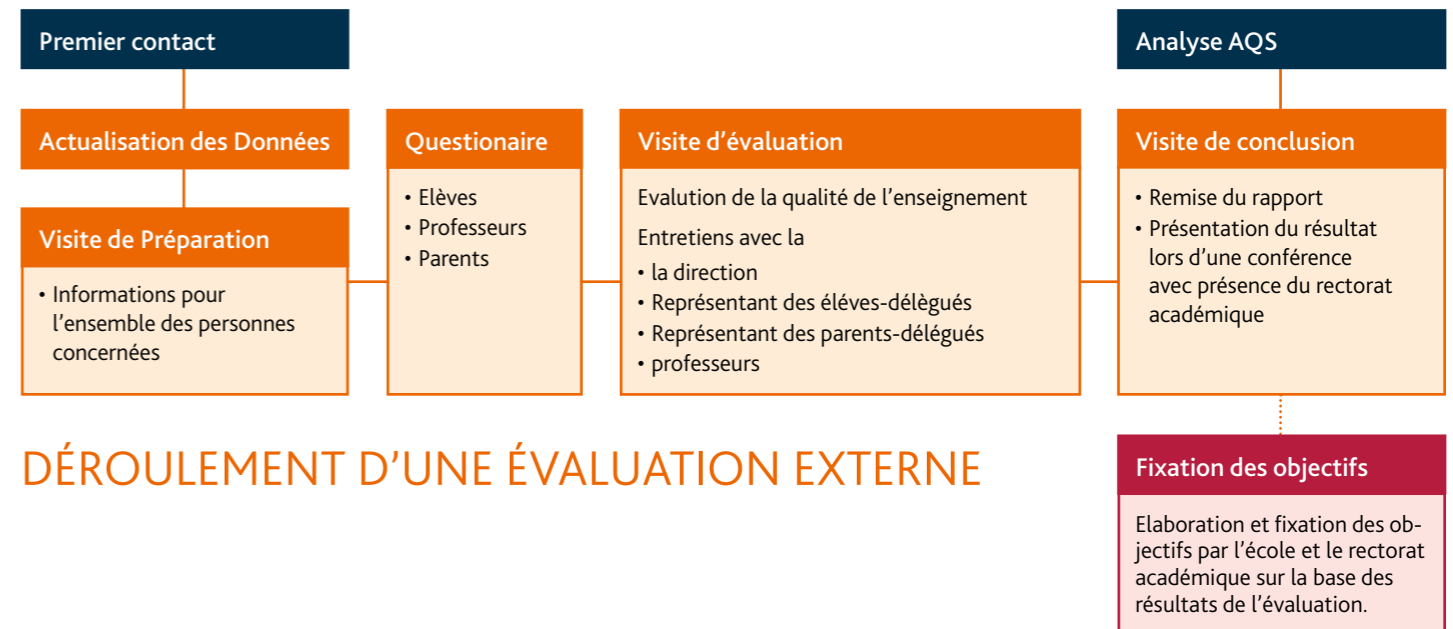 Premier contact
Actualisation des Données
Visite de Préparation
• Informations pour
l’ensemble des personnes
concernées
Questionaire
• Elèves
• Professeurs
• Parents
Visite d’évaluation
Evalution de la qualité de l’enseignement
Entretiens avec la
• la direction
• Représentant des éléves-délègués
• Représentant des parents-délégués
• professeurs
Analyse AQS
Visite de conclusion
• Remise du rapport
• Présentation du résultat
lors d’une conférence
avec présence du rectorat
académique
DÉROULEMENT D’UNE ÉVALUATION EXTERNE
Fixation des objectifs
Elaboration et fixation des ob-
jectifs par l’école et le rectorat
académique sur la base des
résultats de l’évaluation.